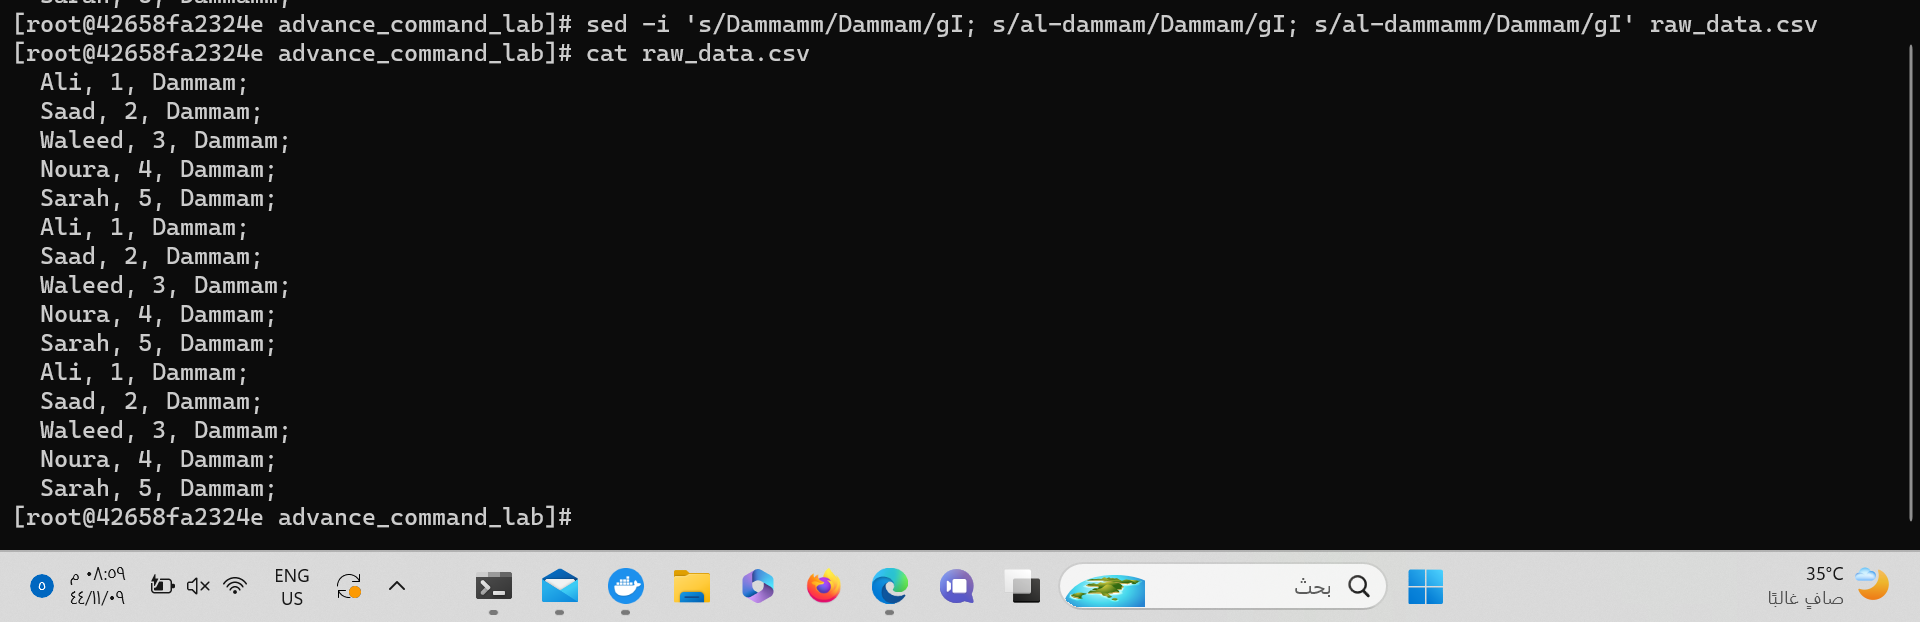 [root@42658fa2324e advance_command_lab]# sed -i 's/Dammamm/Dammam/gI; s/al-dammam/Dammam/gI; s/al-dammamm/Dammam/gI' raw_data.csv
[root@42658fa2324e advance_command_lab]# cat raw_data.csv
Ali, 1, Dammam;
Saad, 2, Dammam;
Waleed, 3, Dammam;
Noura, 4, Dammam;
Sarah, 5, Dammam;
Ali, 1, Dammam;
Saad, 2, Dammam;
Waleed, 3, Dammam;
Noura, 4, Dammam;
Sarah, 5, Dammam;
Ali, 1, Dammam;
Saad, 2, Dammam;
Waleed, 3, Dammam;
Noura, 4, Dammam;
Sarah, 5, Dammam;
[root@42658fa2324e advance_command_lab]#
٥
٠٨:٥٩ م
٤٤/١١/٠٩
ENG
US
بحث
35°C
صافٍ غالبًا